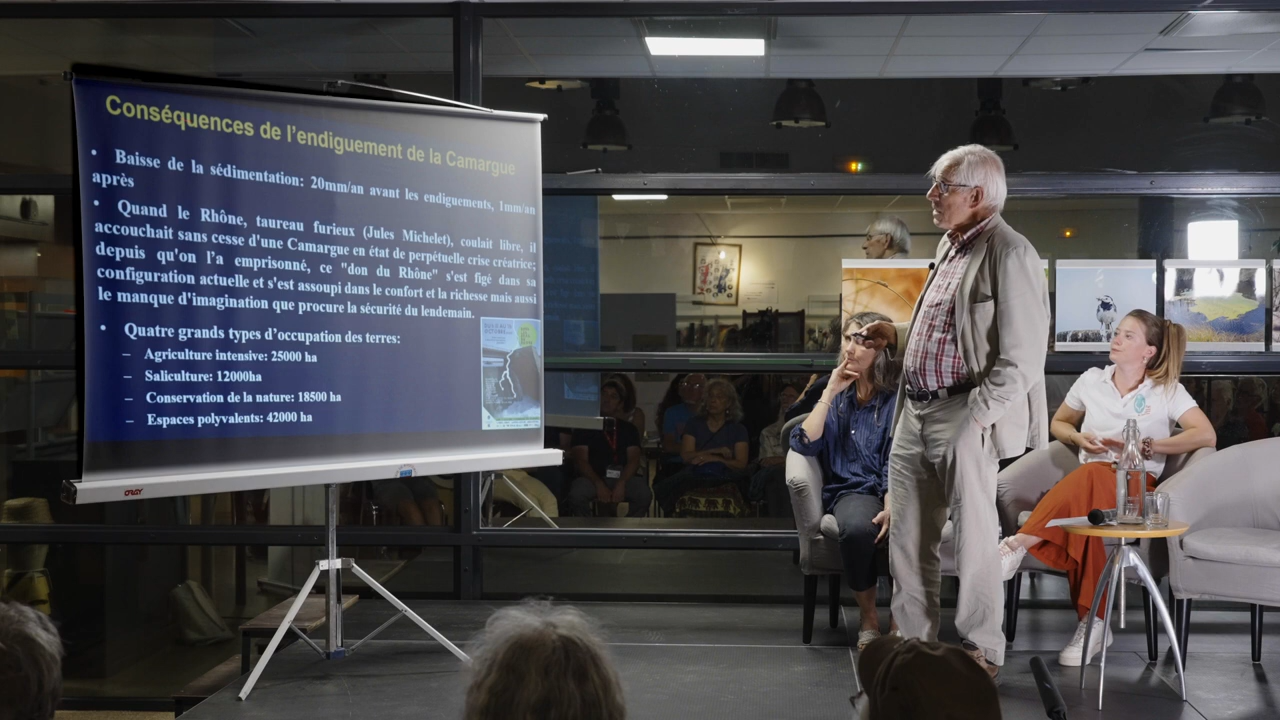 Conséquences de l'endiguement de la Camargue
• Baisse de la sédimentation: 20mm/an avant les endiguements, 1mm/an
après
• Quand le Rhône, taureau furieux (Jules Michelet), coulait libre, il
accouchait sans cesse d'une Camargue en état de perpétuelle crise créatrice;
depuis qu'on l'a emprisonné, ce "don du Rhône" s'est figé dans sa
configuration actuelle et s'est assoupi dans le confort et la richesse mais aussi
le manque d'imagination que procure la sécurité du lendemain.
• Quatre grands types d'occupation des terres:
– Agriculture intensive: 25000 ha
– Saliculture: 12000ha
– Conservation de la nature: 18500 ha
– Espaces polyvalents: 42000 ha